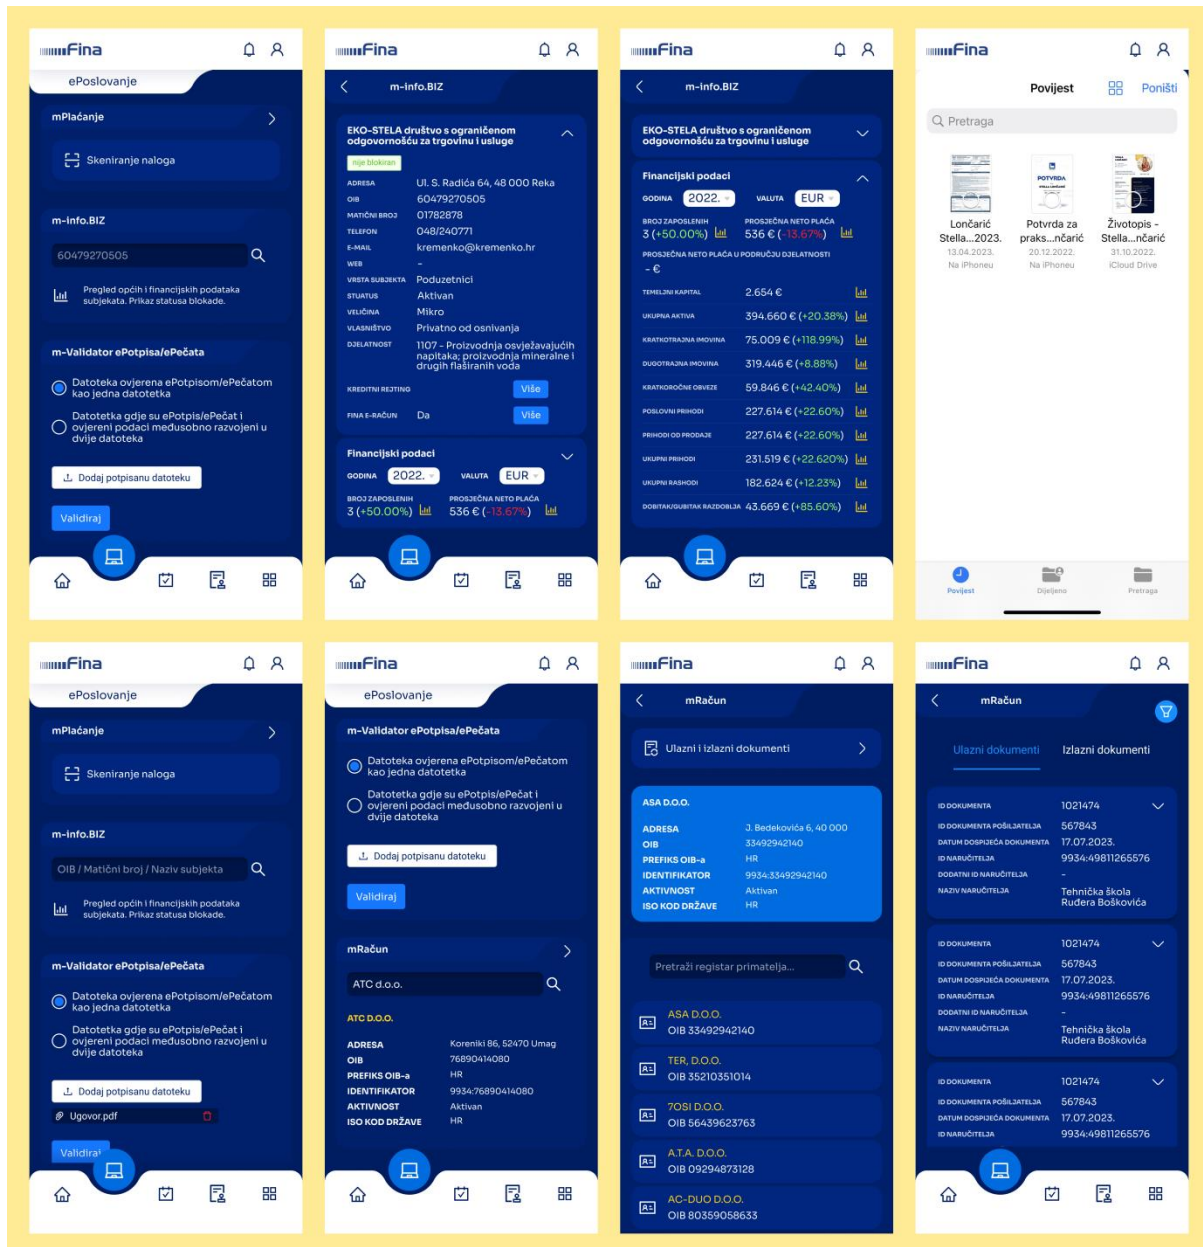 Fina
ePoslovanje
mPlaćanje
Skeniranje naloga
m-info.BIZ
60479270505
Pregled općih i financijskih podataka
subjekata. Prikaz statusa blokade.
m-Validator ePotpisa/ePečata
Datoteka ovjerena ePotpisom/ePečatom
kao jedna datotetka
Datotetka gdje su ePotpis/ePečat i
ovjereni podaci međusobno razvojeni u
dvije datoteka
Dodaj potpisanu datoteku
Validiraj
Fina
m-info.BIZ
EKO-STELA društvo s ograničenom
odgovornošću za trgovinu i usluge
nije blokiran
ADRESA Ul. S. Radića 64, 48 000 Reka
OIB 60479270505
MATIČNI BROJ 01782878
TELEFON 048/240771
E-MAIL kremenko@kremenko.hr
WEB -
VRSTA SUBJEKTA Poduzetnici
STUATUS Aktivan
VELIČINA Mikro
VLASNIŠTVO Privatno od osnivanja
DJELATNOST 1107 - Proizvodnja osvježavajućih
napitaka; proizvodnja mineralne i
drugih flaširanih voda
KREDITNI REJTING Više
FINA E-RAČUN Da Više
Financijski podaci
GODINA 2022. VALUTA EUR
BROJ ZAPOSLENIH PROSJEČNA NETO PLAĆA
3 (+50.00%) 536 € (-13.67%)
Fina
m-info.BIZ
EKO-STELA društvo s ograničenom
odgovornošću za trgovinu i usluge
Financijski podaci
GODINA 2022. VALUTA EUR
BROJ ZAPOSLENIH PROSJEČNA NETO PLAĆA
3 (+50.00%) 536 € (-13.67%)
PROSJEČNA NETO PLAĆA U PODRUČJU DJELATNOSTI
- €
TEMELJNI KAPITAL 2.654 €
UKUPNA AKTIVA 394.660 € (+20.38%)
KRATKOTRAJNA IMOVINA 75.009 € (+118.99%)
DUGOTRAJNA IMOVINA 319.446 € (+8.88%)
KRATKOROČNE OBVEZE 59.846 € (+42.40%)
POSLOVNI PRIHODI 227.614 € (+22.60%)
PRIHODI OD PRODAJE 227.614 € (+22.60%)
UKUPNI PRIHODI 231.519 € (+22.620%)
UKUPNI RASHODI 182.624 € (+12.23%)
DOBITAK/GUBITAK RAZDOBLJA 43.669 € (+85.60%)
Fina
Povijest Poništi
Pretraga
POTVRDA
Lončarić Potvrda za Životopis -
Stella...2023. praks...nčarić Stella...nčarić
13.04.2023. 20.12.2022. 31.10.2022.
Na iPhoneu Na iPhoneu iCloud Drive
Povijest Dijeljeno Pretraga
Fina
ePoslovanje
mPlaćanje
Skeniranje naloga
m-info.BIZ
OIB / Matični broj / Naziv subjekta
Pregled općih i financijskih podataka
subjekata. Prikaz statusa blokade.
m-Validator ePotpisa/ePečata
Datoteka ovjerena ePotpisom/ePečatom
kao jedna datotetka
Datotetka gdje su ePotpis/ePečat i
ovjereni podaci međusobno razvojeni u
dvije datoteka
Dodaj potpisanu datoteku
Ugovor.pdf
Validiraj
Fina
ePoslovanje
m-Validator ePotpisa/ePečata
Datoteka ovjerena ePotpisom/ePečatom
kao jedna datotetka
Datotetka gdje su ePotpis/ePečat i
ovjereni podaci međusobno razvojeni u
dvije datoteka
Dodaj potpisanu datoteku
Validiraj
mRačun
ATC d.o.o.
ATC D.O.O.
ADRESA Koreniki 86, 52470 Umag
OIB 76890414080
PREFIKS OIB-a HR
IDENTIFIKATOR 9934:76890414080
AKTIVNOST Aktivan
ISO KOD DRŽAVE HR
Fina
mRačun
Ulazni i izlazni dokumenti
ASA D.O.O.
ADRESA J. Bedekovića 6, 40 000
OIB 33492942140
PREFIKS OIB-a HR
IDENTIFIKATOR 9934:33492942140
AKTIVNOST Aktivan
ISO KOD DRŽAVE HR
Pretraži registar primatelja...
ASA D.O.O.
OIB 33492942140
TER, D.O.O.
OIB 35210351014
7OSI D.O.O.
OIB 56439623763
A.T.A. D.O.O.
OIB 09294873128
AC-DUO D.O.O.
OIB 80359058633
Fina
mRačun
Ulazni dokumenti Izlazni dokumenti
ID DOKUMENTA 1021474
ID DOKUMENTA POŠILJATELJA 567843
DATUM DOSPIJEĆA DOKUMENTA 17.07.2023.
ID NARUČITELJA 9934:49811265576
DODATNI ID NARUČITELJA -
NAZIV NARUČITELJA Tehnička škola
Ruđera Boškovića
ID DOKUMENTA 1021474
ID DOKUMENTA POŠILJATELJA 567843
DATUM DOSPIJEĆA DOKUMENTA 17.07.2023.
ID NARUČITELJA 9934:49811265576
DODATNI ID NARUČITELJA -
NAZIV NARUČITELJA Tehnička škola
Ruđera Boškovića
ID DOKUMENTA 1021474
ID DOKUMENTA POŠILJATELJA 567843
DATUM DOSPIJEĆA DOKUMENTA 17.07.2023.
ID NARUČITELJA 9934:49811265576